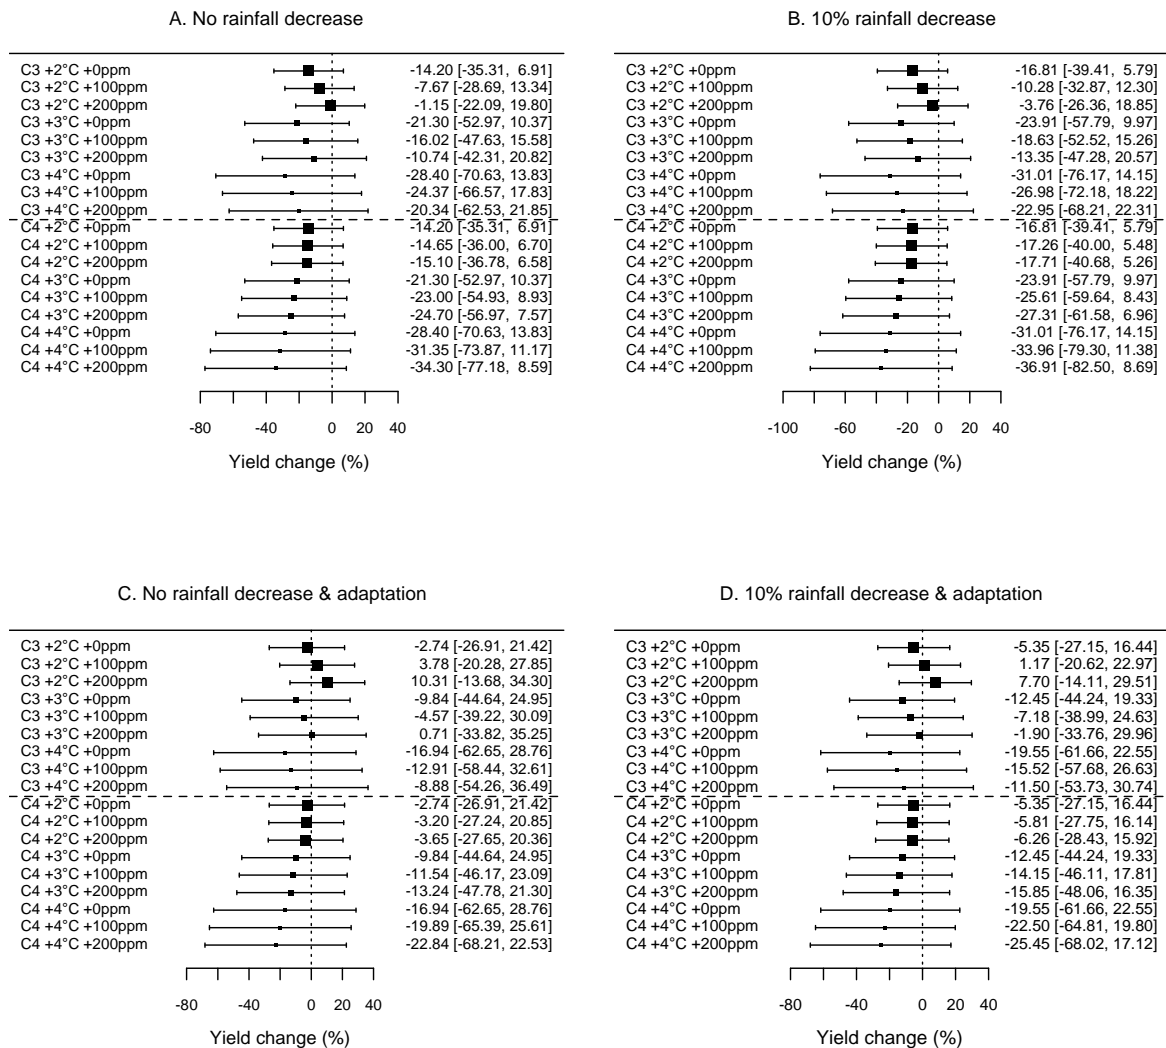 A. No rainfall decrease
C3 +2°C +0ppm -14.20 [-35.31, 6.91]
C3 +2°C +100ppm -7.67 [-28.69, 13.34]
C3 +2°C +200ppm -1.15 [-22.09, 19.80]
C3 +3°C +0ppm -21.30 [-52.97, 10.37]
C3 +3°C +100ppm -16.02 [-47.63, 15.58]
C3 +3°C +200ppm -10.74 [-42.31, 20.82]
C3 +4°C +0ppm -28.40 [-70.63, 13.83]
C3 +4°C +100ppm -24.37 [-66.57, 17.83]
C3 +4°C +200ppm -20.34 [-62.53, 21.85]
C4 +2°C +0ppm -14.20 [-35.31, 6.91]
C4 +2°C +100ppm -14.65 [-36.00, 6.70]
C4 +2°C +200ppm -15.10 [-36.78, 6.58]
C4 +3°C +0ppm -21.30 [-52.97, 10.37]
C4 +3°C +100ppm -23.00 [-54.93, 8.93]
C4 +3°C +200ppm -24.70 [-56.97, 7.57]
C4 +4°C +0ppm -28.40 [-70.63, 13.83]
C4 +4°C +100ppm -31.35 [-73.87, 11.17]
C4 +4°C +200ppm -34.30 [-77.18, 8.59]
-80 -40 0 20 40
Yield change (%)
B. 10% rainfall decrease
C3 +2°C +0ppm -16.81 [-39.41, 5.79]
C3 +2°C +100ppm -10.28 [-32.87, 12.30]
C3 +2°C +200ppm -3.76 [-26.36, 18.85]
C3 +3°C +0ppm -23.91 [-57.79, 9.97]
C3 +3°C +100ppm -18.63 [-52.52, 15.26]
C3 +3°C +200ppm -13.35 [-47.28, 20.57]
C3 +4°C +0ppm -31.01 [-76.17, 14.15]
C3 +4°C +100ppm -26.98 [-72.18, 18.22]
C3 +4°C +200ppm -22.95 [-68.21, 22.31]
C4 +2°C +0ppm -16.81 [-39.41, 5.79]
C4 +2°C +100ppm -17.26 [-40.00, 5.48]
C4 +2°C +200ppm -17.71 [-40.68, 5.26]
C4 +3°C +0ppm -23.91 [-57.79, 9.97]
C4 +3°C +100ppm -25.61 [-59.64, 8.43]
C4 +3°C +200ppm -27.31 [-61.58, 6.96]
C4 +4°C +0ppm -31.01 [-76.17, 14.15]
C4 +4°C +100ppm -33.96 [-79.30, 11.38]
C4 +4°C +200ppm -36.91 [-82.50, 8.69]
-100 -60 -20 0 20 40
Yield change (%)
C. No rainfall decrease & adaptation
C3 +2°C +0ppm -2.74 [-26.91, 21.42]
C3 +2°C +100ppm 3.78 [-20.28, 27.85]
C3 +2°C +200ppm 10.31 [-13.68, 34.30]
C3 +3°C +0ppm -9.84 [-44.64, 24.95]
C3 +3°C +100ppm -4.57 [-39.22, 30.09]
C3 +3°C +200ppm 0.71 [-33.82, 35.25]
C3 +4°C +0ppm -16.94 [-62.65, 28.76]
C3 +4°C +100ppm -12.91 [-58.44, 32.61]
C3 +4°C +200ppm -8.88 [-54.26, 36.49]
C4 +2°C +0ppm -2.74 [-26.91, 21.42]
C4 +2°C +100ppm -3.20 [-27.24, 20.85]
C4 +2°C +200ppm -3.65 [-27.65, 20.36]
C4 +3°C +0ppm -9.84 [-44.64, 24.95]
C4 +3°C +100ppm -11.54 [-46.17, 23.09]
C4 +3°C +200ppm -13.24 [-47.78, 21.30]
C4 +4°C +0ppm -16.94 [-62.65, 28.76]
C4 +4°C +100ppm -19.89 [-65.39, 25.61]
C4 +4°C +200ppm -22.84 [-68.21, 22.53]
-80 -40 0 20 40
Yield change (%)
D. 10% rainfall decrease & adaptation
C3 +2°C +0ppm -5.35 [-27.15, 16.44]
C3 +2°C +100ppm 1.17 [-20.62, 22.97]
C3 +2°C +200ppm 7.70 [-14.11, 29.51]
C3 +3°C +0ppm -12.45 [-44.24, 19.33]
C3 +3°C +100ppm -7.18 [-38.99, 24.63]
C3 +3°C +200ppm -1.90 [-33.76, 29.96]
C3 +4°C +0ppm -19.55 [-61.66, 22.55]
C3 +4°C +100ppm -15.52 [-57.68, 26.63]
C3 +4°C +200ppm -11.50 [-53.73, 30.74]
C4 +2°C +0ppm -5.35 [-27.15, 16.44]
C4 +2°C +100ppm -5.81 [-27.75, 16.14]
C4 +2°C +200ppm -6.26 [-28.43, 15.92]
C4 +3°C +0ppm -12.45 [-44.24, 19.33]
C4 +3°C +100ppm -14.15 [-46.11, 17.81]
C4 +3°C +200ppm -15.85 [-48.06, 16.35]
C4 +4°C +0ppm -19.55 [-61.66, 22.55]
C4 +4°C +100ppm -22.50 [-64.81, 19.80]
C4 +4°C +200ppm -25.45 [-68.02, 17.12]
-80 -40 0 20 40
Yield change (%)